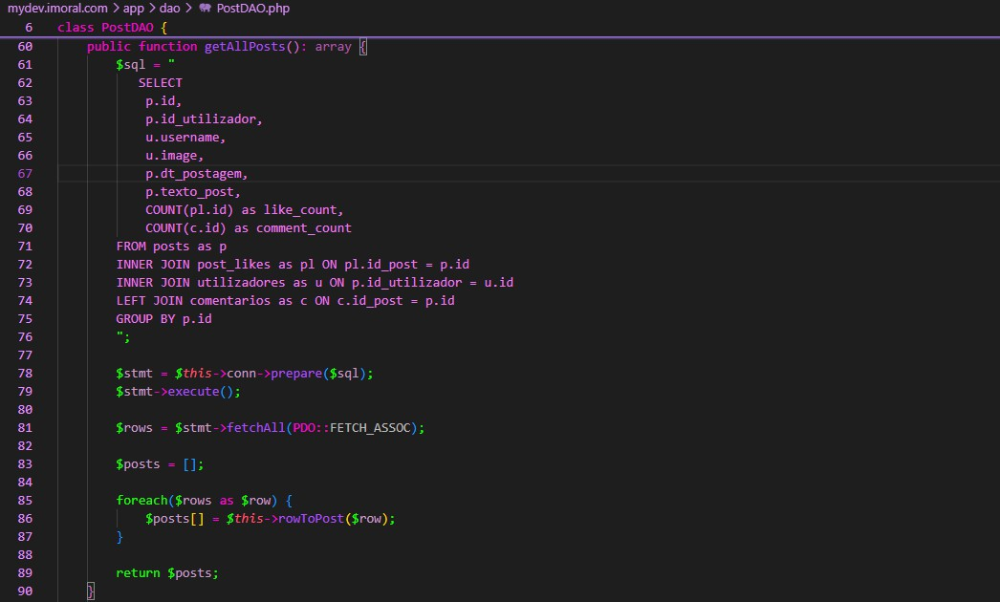 mydev.imoral.com > app > dao > PostDAO.php
6 class PostDAO {
60 public function getAllPosts(): array {
61 $sql = "
62 SELECT
63 p.id,
64 p.id_utilizador,
65 u.username,
66 u.image,
67 p.dt_postagem,
68 p.texto_post,
69 COUNT(pl.id) as like_count,
70 COUNT(c.id) as comment_count
71 FROM posts as p
72 INNER JOIN post_likes as pl ON pl.id_post = p.id
73 INNER JOIN utilizadores as u ON p.id_utilizador = u.id
74 LEFT JOIN comentarios as c ON c.id_post = p.id
75 GROUP BY p.id
76 ";
77
78 $stmt = $this->conn->prepare($sql);
79 $stmt->execute();
80
81 $rows = $stmt->fetchAll(PDO::FETCH_ASSOC);
82
83 $posts = [];
84
85 foreach($rows as $row) {
86 $posts[] = $this->rowToPost($row);
87 }
88
89 return $posts;
90 }